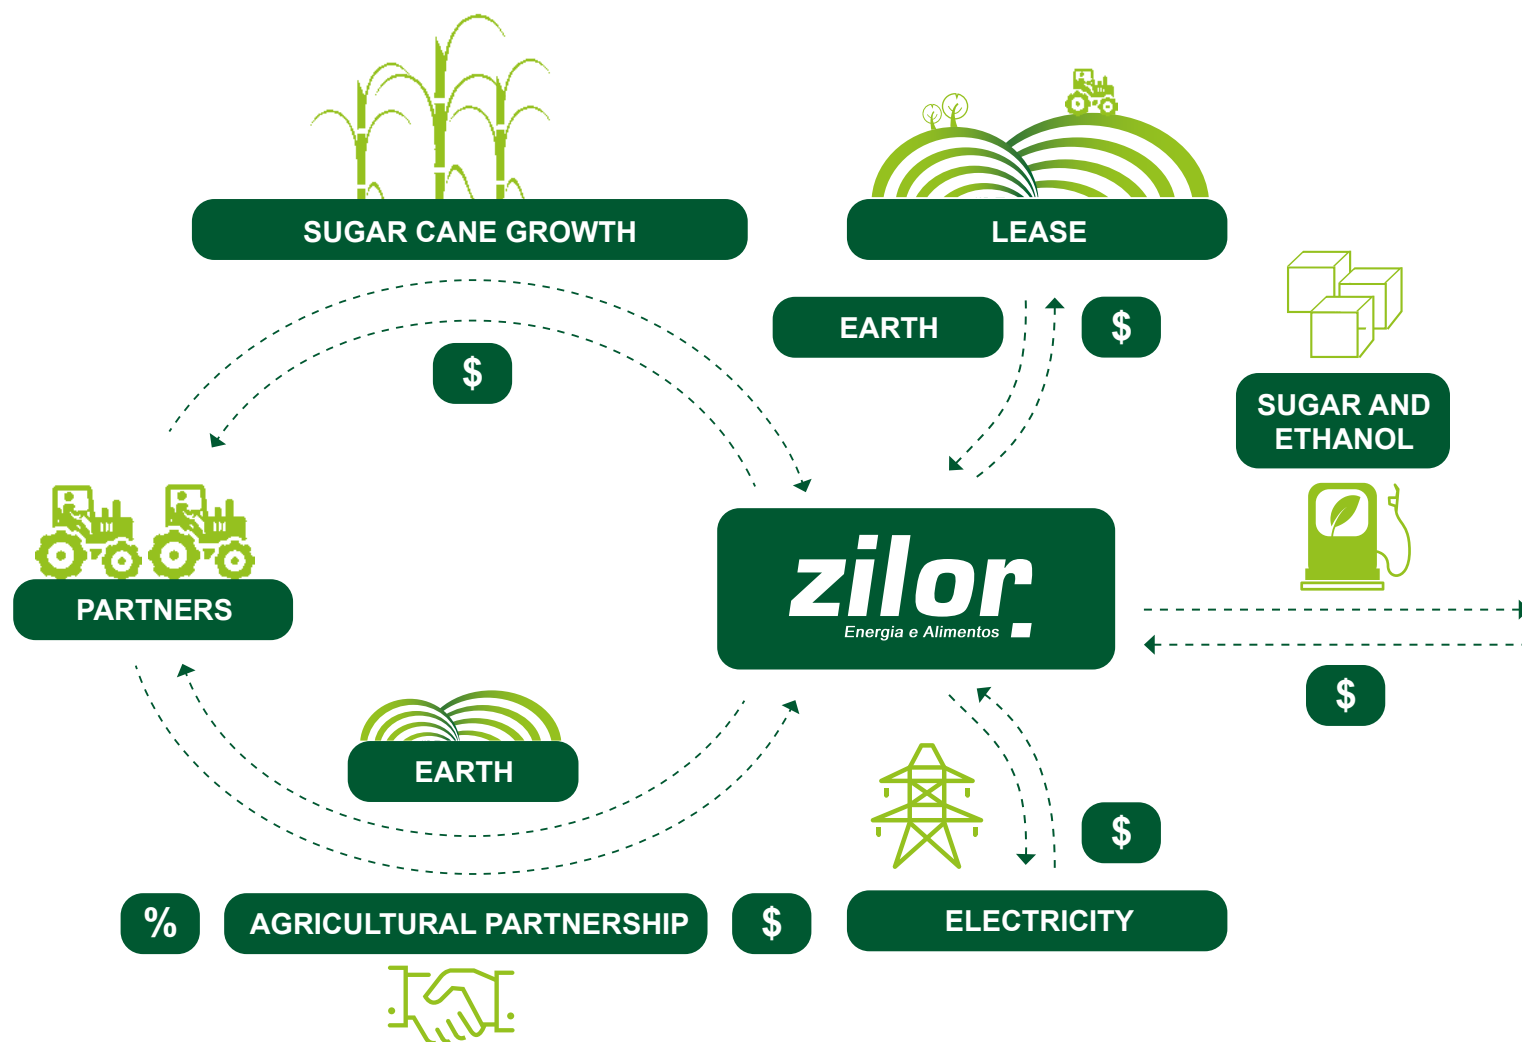 SUGAR CANE GROWTH
LEASE
EARTH
$
$
SUGAR AND
ETHANOL
zilor
Energia e Alimentos
PARTNERS
$
EARTH
$
% AGRICULTURAL PARTNERSHIP $
ELECTRICITY